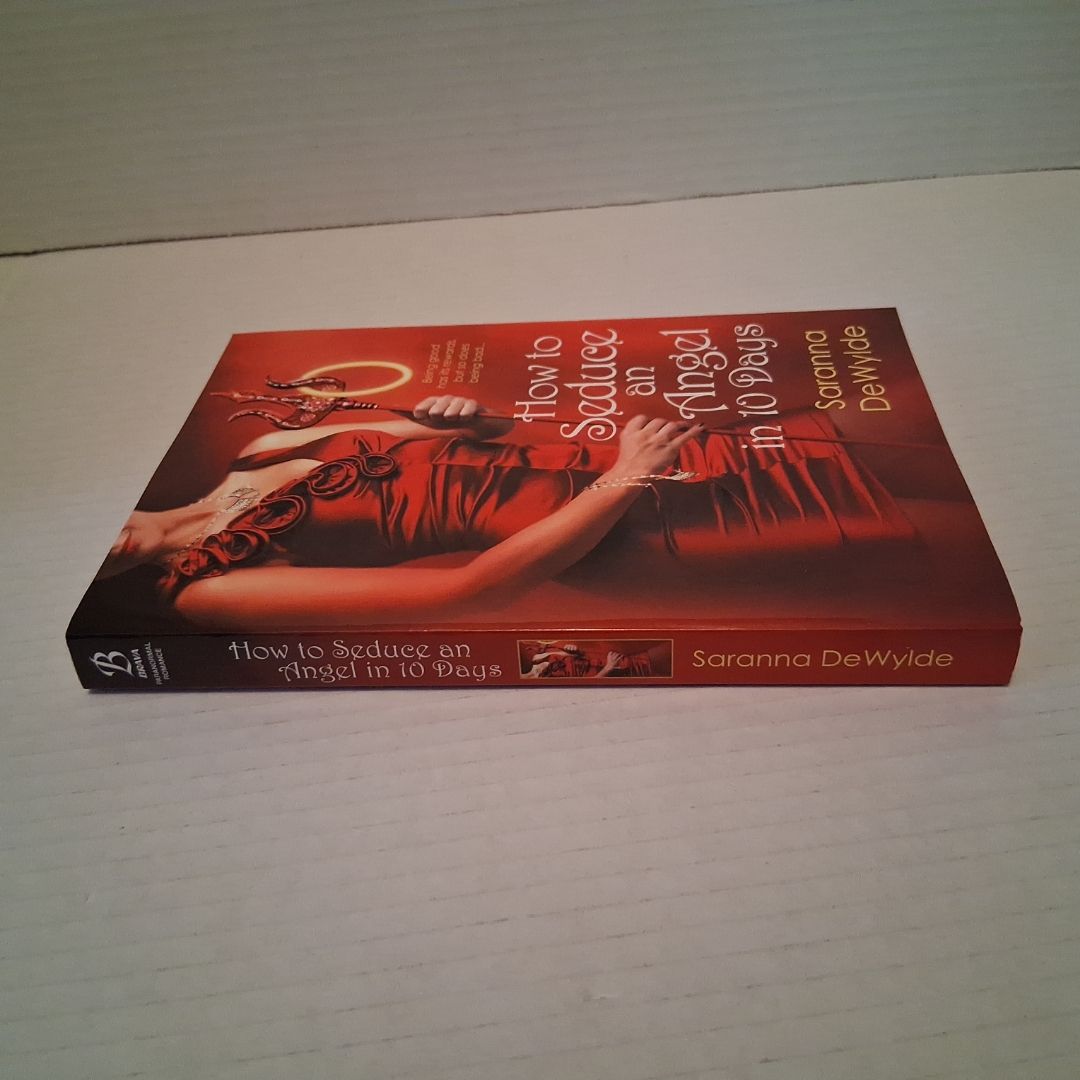 Being good
has its rewards
but so does
being bad...
How to
Seduce
an
Angel
in 10 Days
Saranna
DeWylde
B
BRAVA
PARANORMAL
ROMANCE
How to Seduce an
Angel in 10 Days
Saranna DeWylde